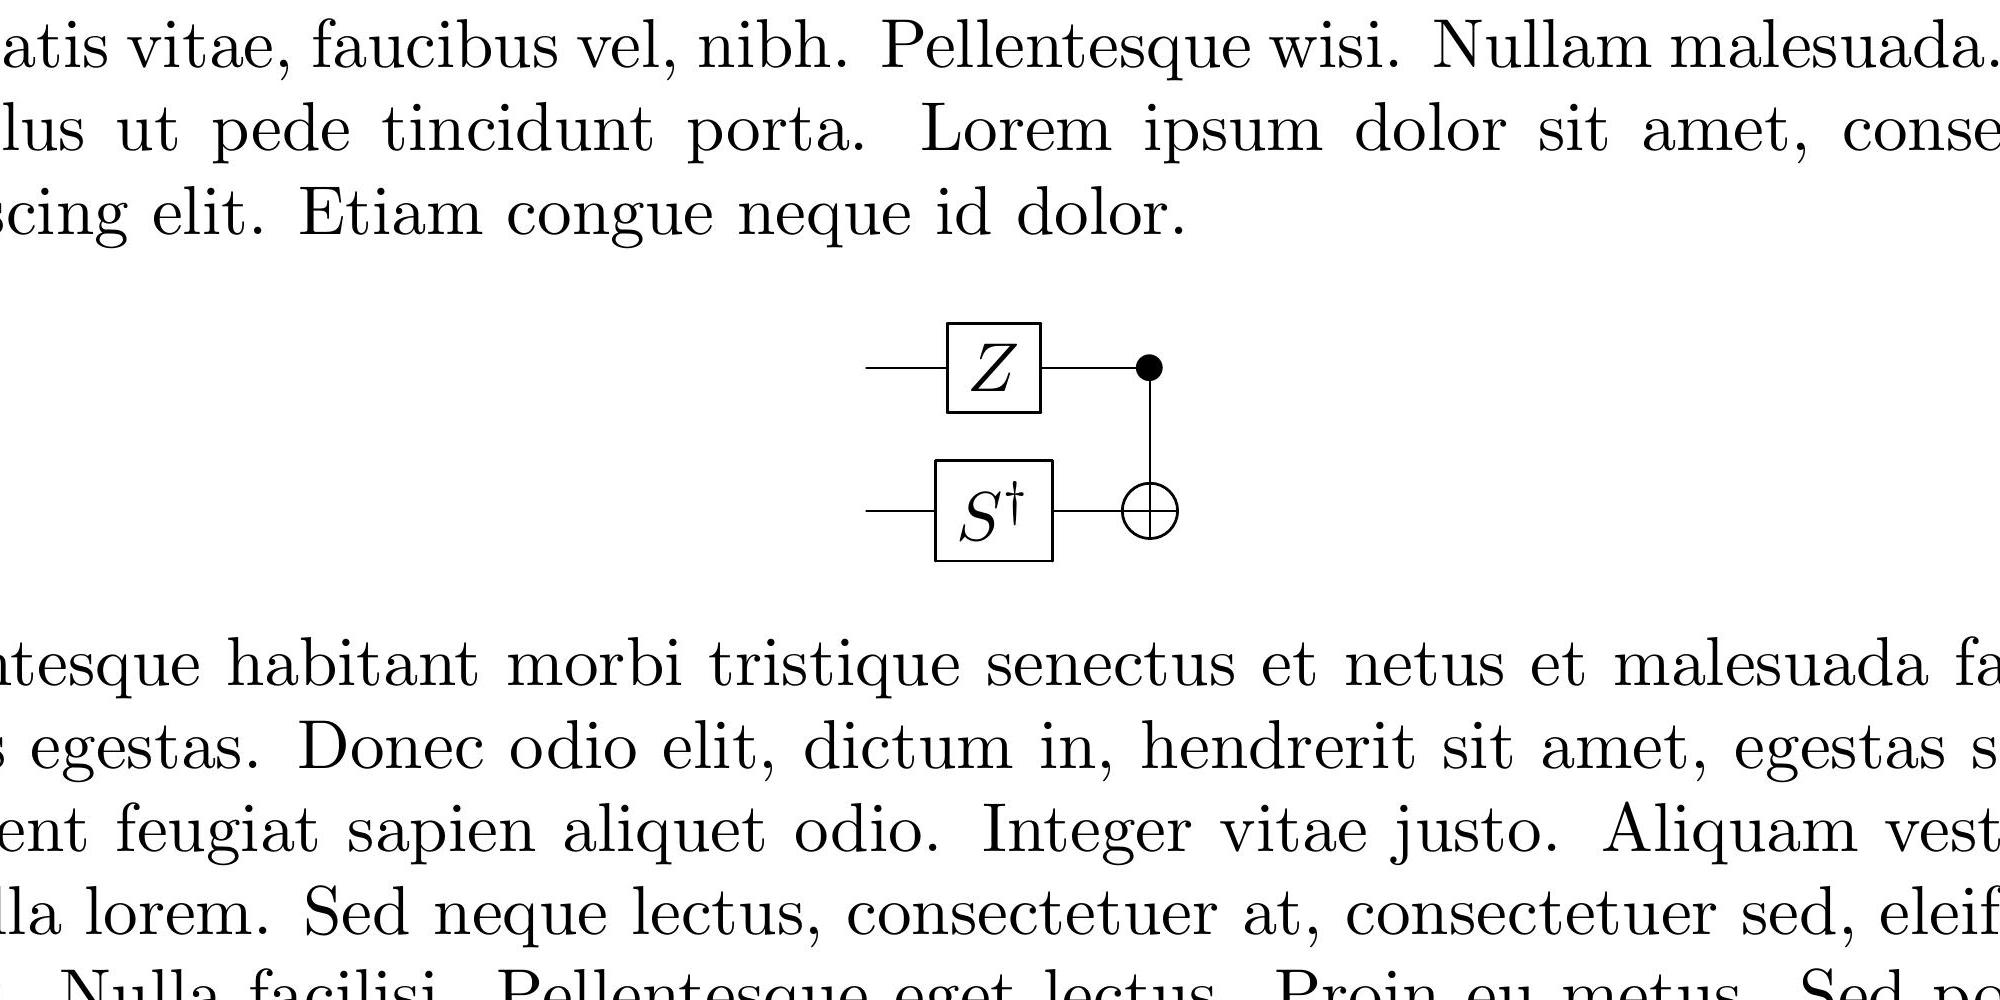 atis vitae, faucibus vel, nibh. Pellentesque wisi. Nullam malesuada.
lus ut pede tincidunt porta. Lorem ipsum dolor sit amet, conse
scing elit. Etiam congue neque id dolor.
Z
S†
ntesque habitant morbi tristique senectus et netus et malesuada fa
s egestas. Donec odio elit, dictum in, hendrerit sit amet, egestas s
ent feugiat sapien aliquet odio. Integer vitae justo. Aliquam vest
lla lorem. Sed neque lectus, consectetuer at, consectetuer sed, eleif
Nulla facilisi. Pellentesque eget lectus. Proin eu metus. Sed po